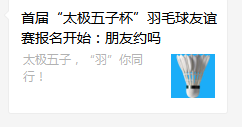 首届“太极五子杯”羽毛球友谊
赛报名开始：朋友约吗
太极五子，“羽”你同
行！